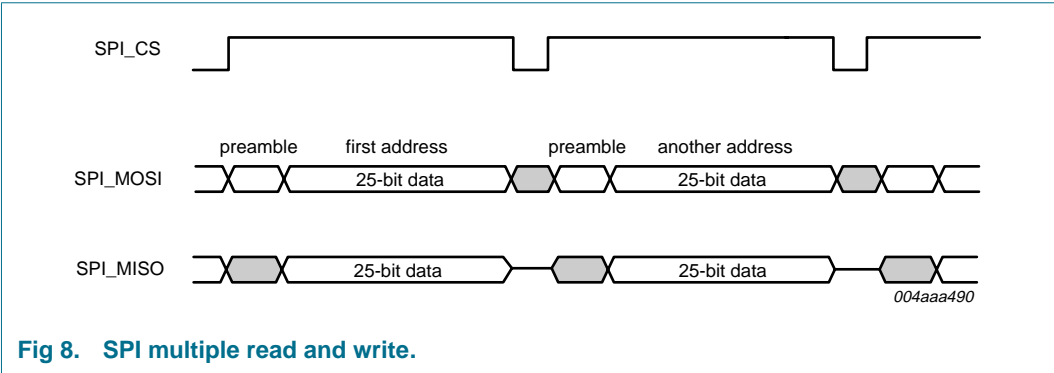 SPI_CS
preamble first address preamble another address
SPI_MOSI 25-bit data 25-bit data
SPI_MISO 25-bit data 25-bit data
004aaa490
Fig 8. SPI multiple read and write.